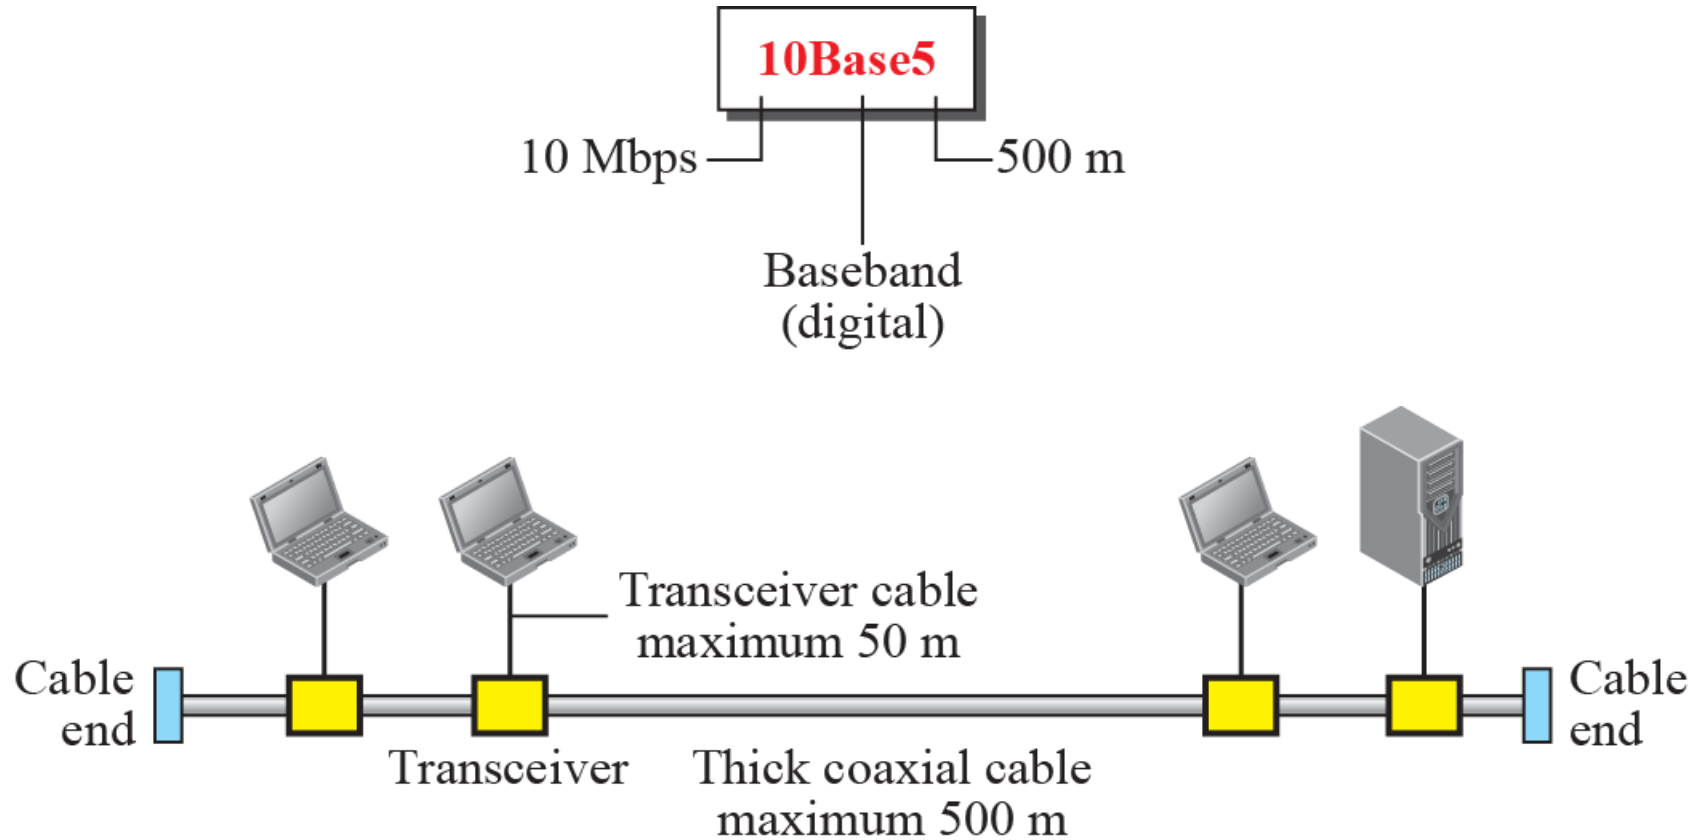 10Base5
10 Mbps
500 m
Baseband
(digital)
Transceiver cable
maximum 50 m
Cable
end
Cable
end
Transceiver
Thick coaxial cable
maximum 500 m